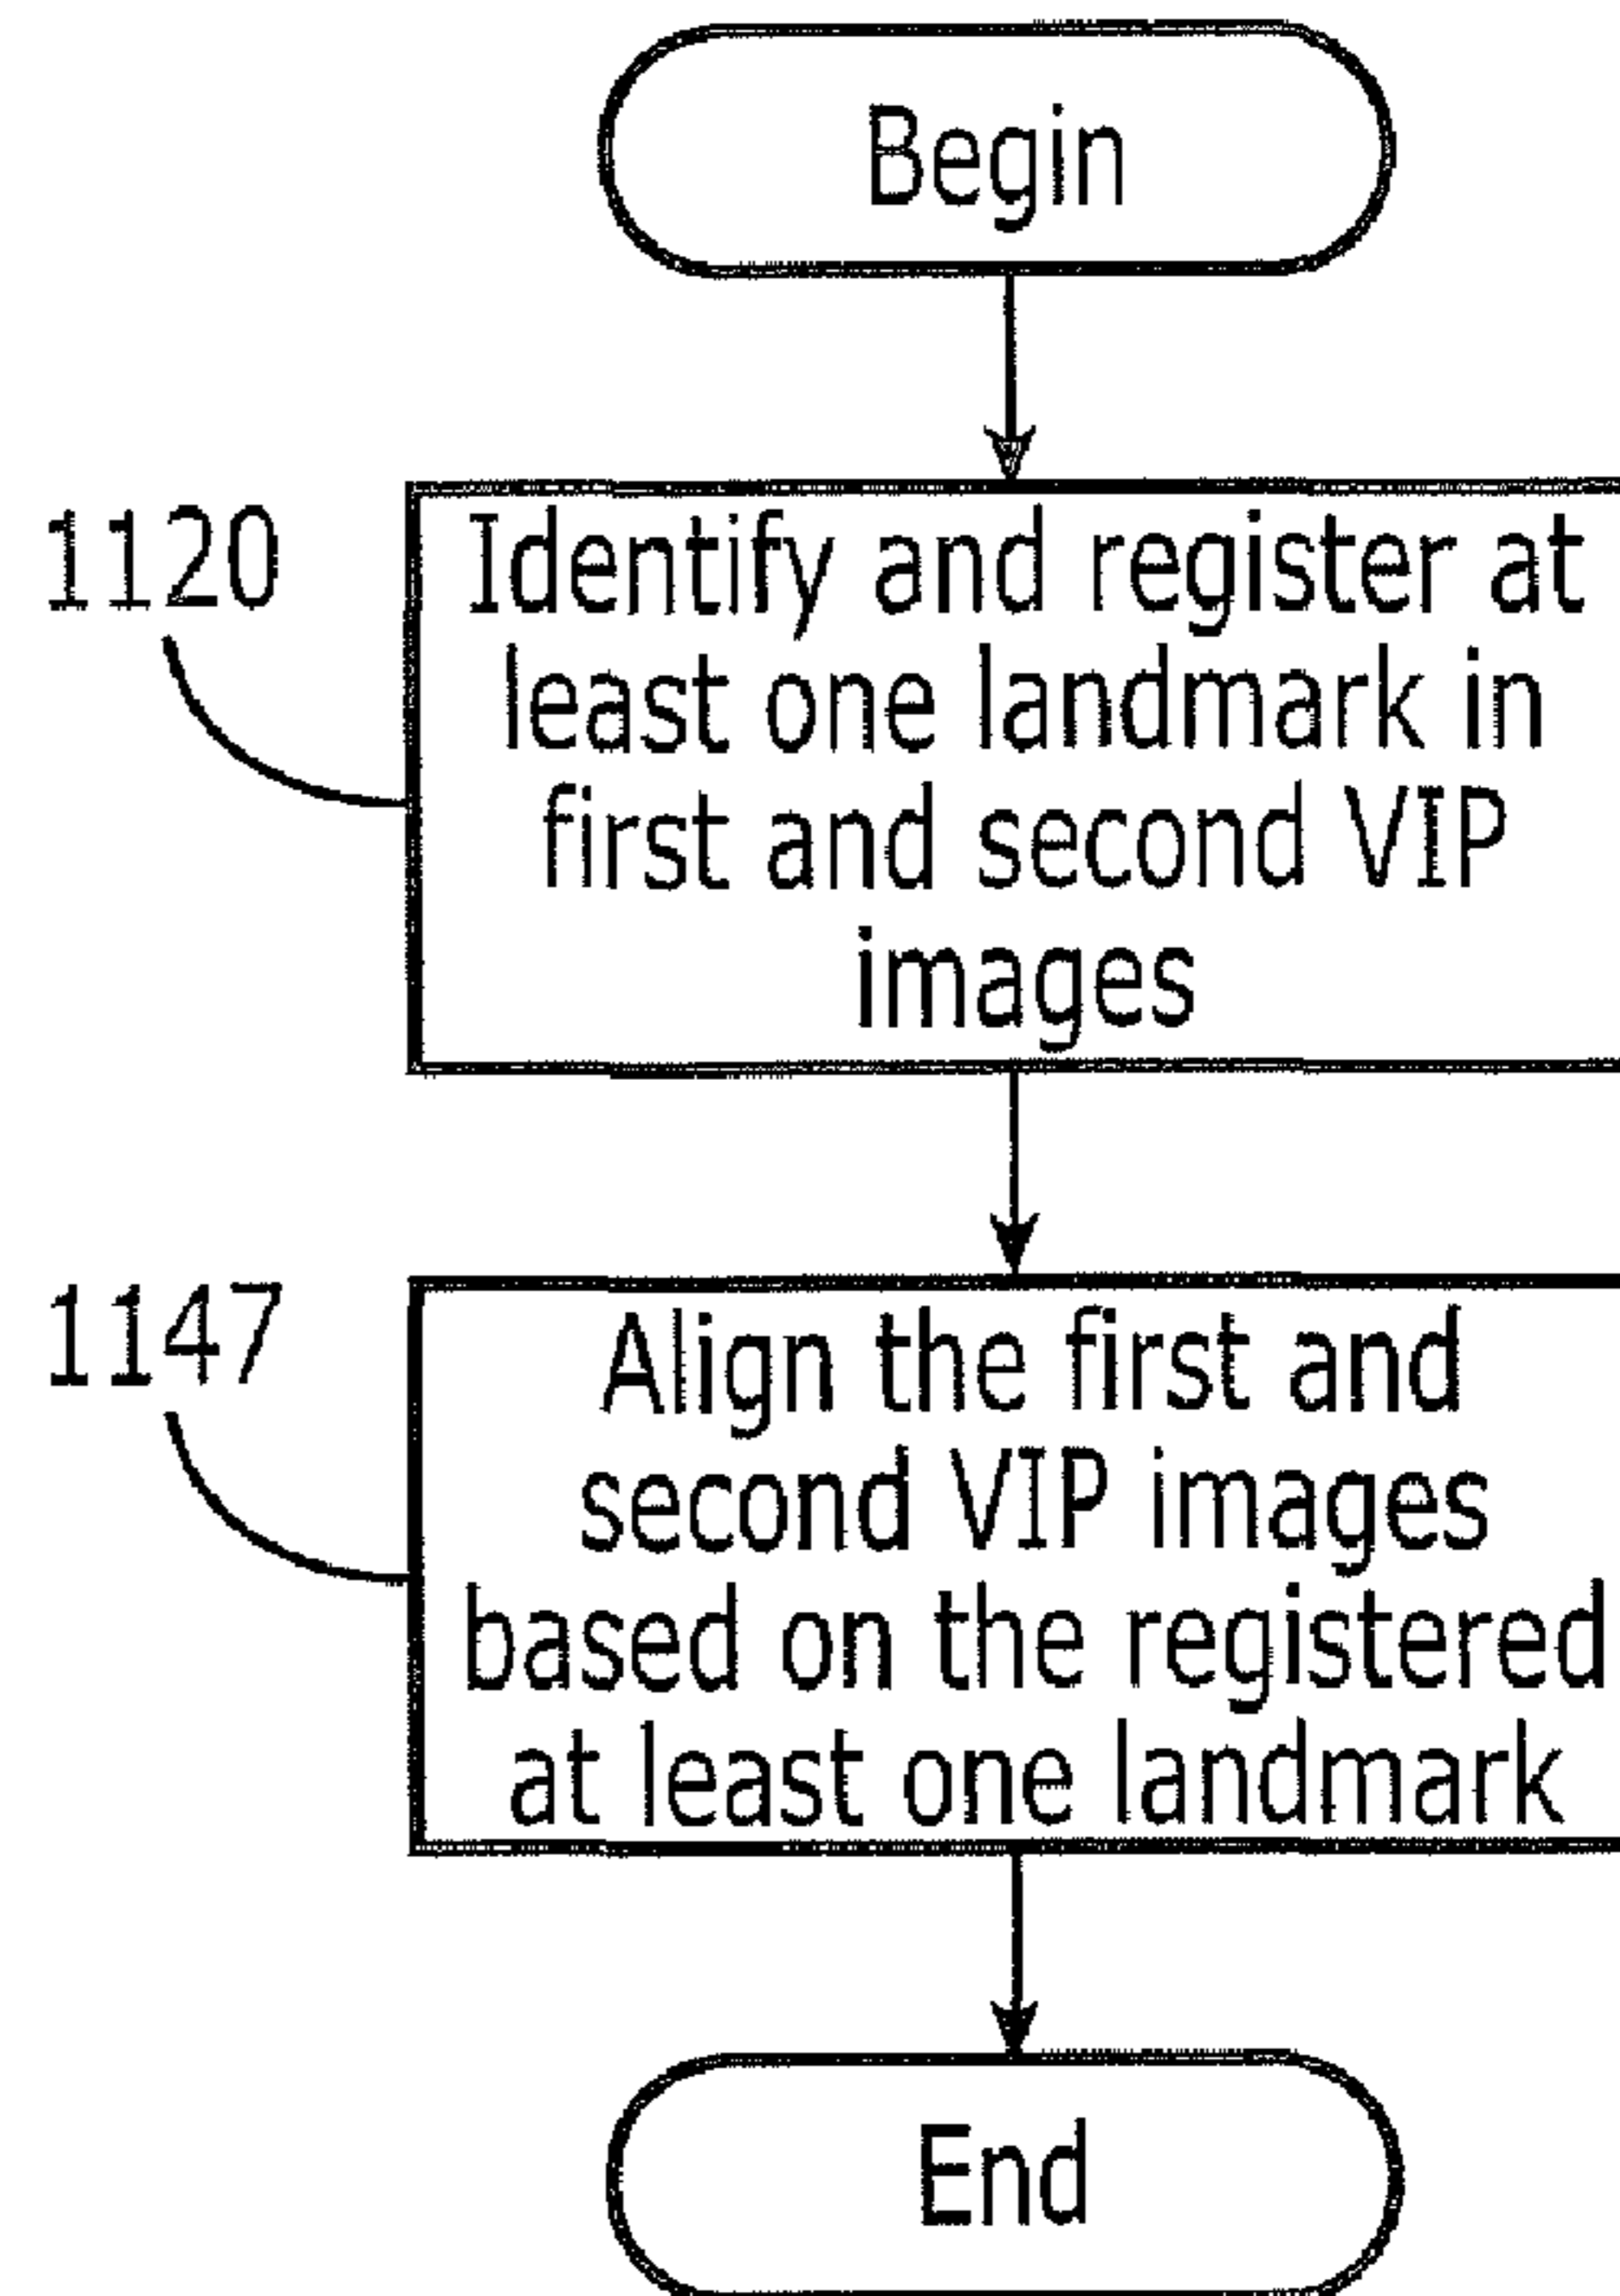 Begin
1120
Identify and register at
least one landmark in
first and second VIP
images
1147
Align the first and
second VIP images
based on the registered
at least one landmark
End